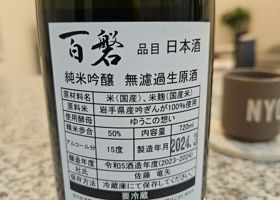 百磐 品目 日本酒
純米吟醸 無濾過生原酒
原材料名 米(国産)、米麹(国産米)
原料米 岩手県産吟ぎんが100%使用
使用酵母 ゆうこの想い
精米歩合 50% 内容量 720ml
アルコール分 15度 製造年月 2024.3
醸造年度 令和5酒造年度(2023-2024)
杜氏 佐藤 竜矢
保存方法 冷蔵庫にて保存してください。
要冷蔵
NYU